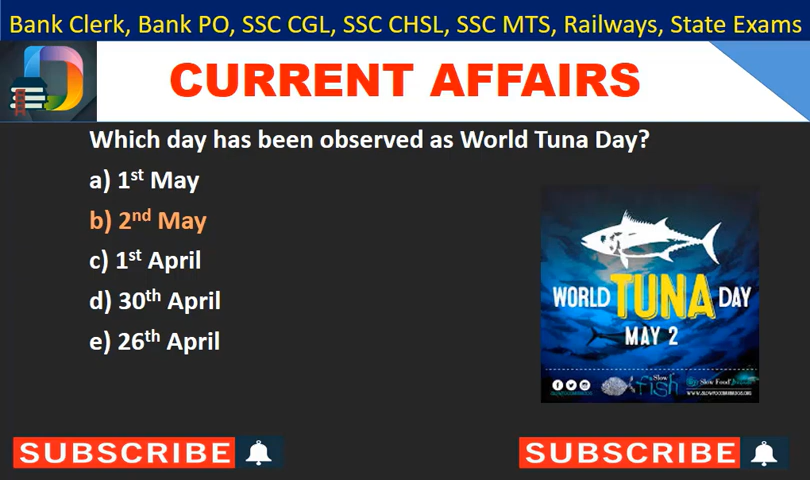 Bank Clerk, Bank PO, SSC CGL, SSC CHSL, SSC MTS, Railways, State Exams
CURRENT AFFAIRS
Which day has been observed as World Tuna Day?
a) 1st May
b) 2nd May
c) 1st April
d) 30th April
e) 26th April
WORLD TUNA DAY
MAY 2
Slow fish
Slow Food
SUBSCRIBE
SUBSCRIBE